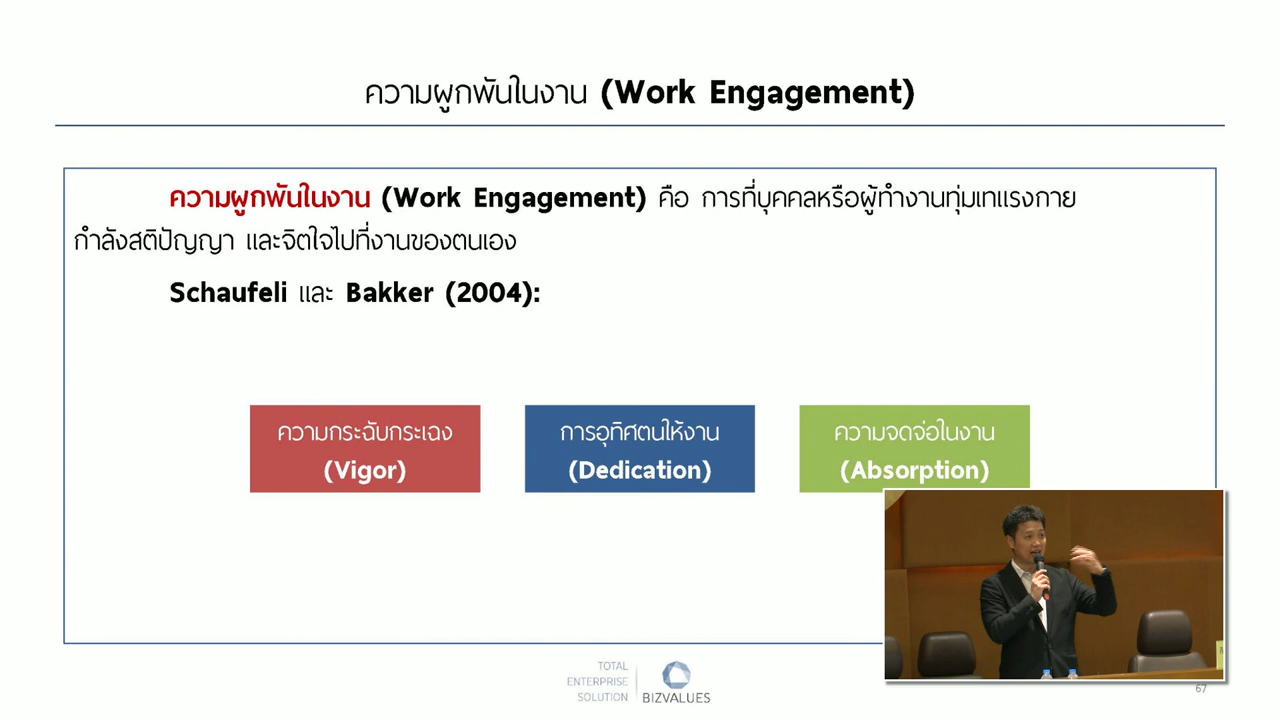 ความผูกพันในงาน (Work Engagement)
ความผูกพันในงาน (Work Engagement) คือ การที่บุคคลหรือผู้ทำงานทุ่มเทแรงกาย
กำลังสติปัญญา และจิตใจไปที่งานของตนเอง
Schaufeli และ Bakker (2004):
ความกระฉับกระเฉง
(Vigor)
การอุทิศตนให้งาน
(Dedication)
ความจดจ่อในงาน
(Absorption)
TOTAL
ENTERPRISE
SOLUTION
BIZVALUES
67